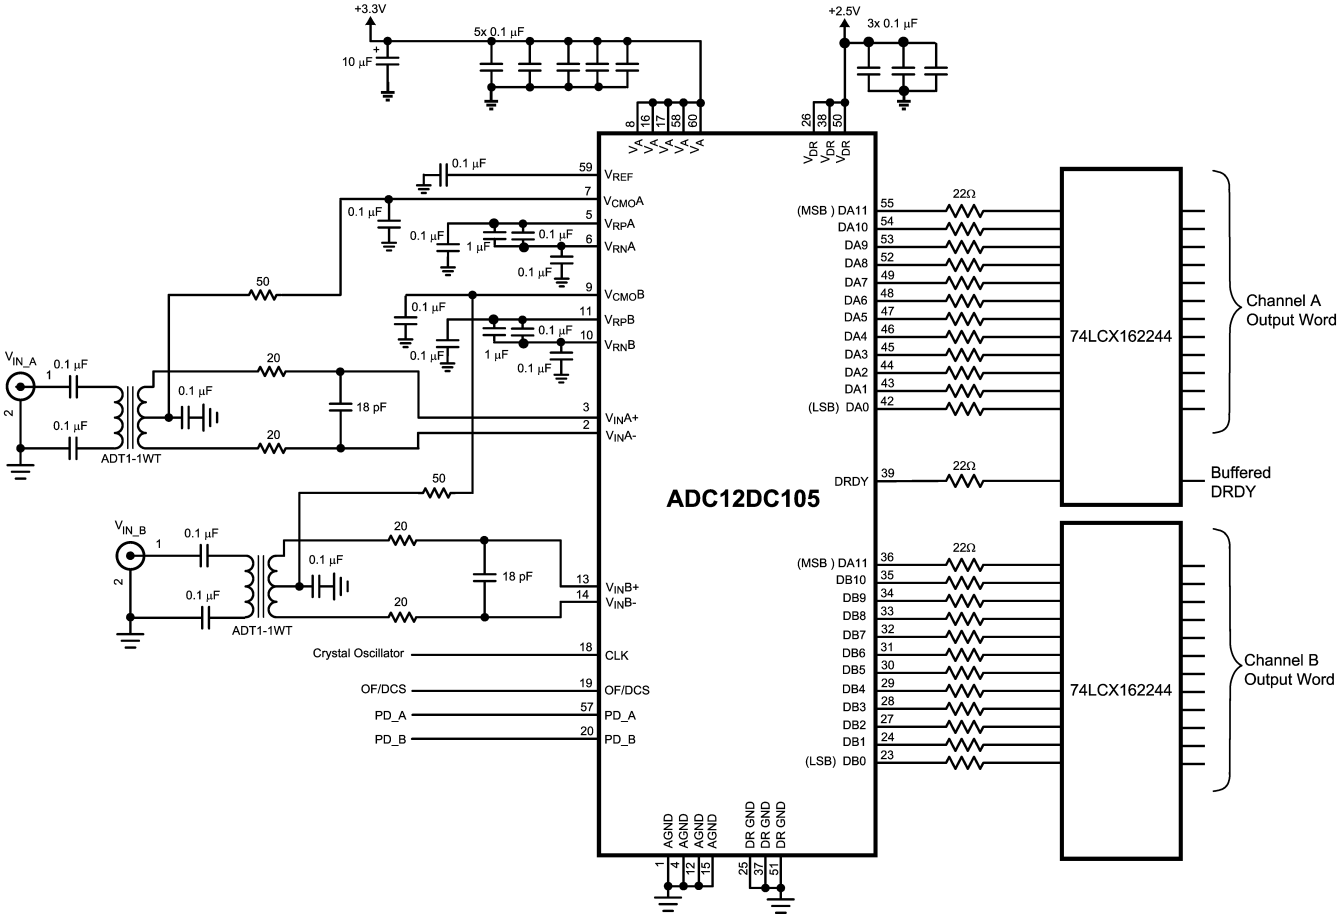 +3.3V
+
10 µF
5x 0.1 µF
+2.5V
3x 0.1 µF
8
16
17
58
60
VA
VA
VA
VA
VA
26
38
50
VDR
VDR
VDR
0.1 µF
59
VREF
7
VCMOA
0.1 µF
5
VRPA
0.1 µF
1 µF
0.1 µF
6
VRNA
0.1 µF
50
9
VCMOB
0.1 µF
11
VRPB
0.1 µF
1 µF
0.1 µF
10
VRNB
0.1 µF
VIN_A
1
2
0.1 µF
0.1 µF
ADT1-1WT
0.1 µF
20
20
18 pF
3
VINA+
2
VINA-
50
VIN_B
1
2
0.1 µF
0.1 µF
ADT1-1WT
0.1 µF
20
20
18 pF
13
VINB+
14
VINB-
Crystal Oscillator
18
CLK
OF/DCS
19
OF/DCS
PD_A
57
PD_A
PD_B
20
PD_B
ADC12DC105
22Ω
(MSB ) DA11
55
DA10
54
DA9
53
DA8
52
DA7
49
DA6
48
DA5
47
DA4
46
DA3
45
DA2
44
DA1
43
(LSB) DA0
42
74LCX162244
Channel A
Output Word
DRDY
39
22Ω
Buffered
DRDY
22Ω
(MSB ) DA11
36
DB10
35
DB9
34
DB8
33
DB7
32
DB6
31
DB5
30
DB4
29
DB3
28
DB2
27
DB1
24
(LSB) DB0
23
74LCX162244
Channel B
Output Word
AGND
AGND
AGND
AGND
1
4
12
15
DR GND
DR GND
DR GND
25
37
51